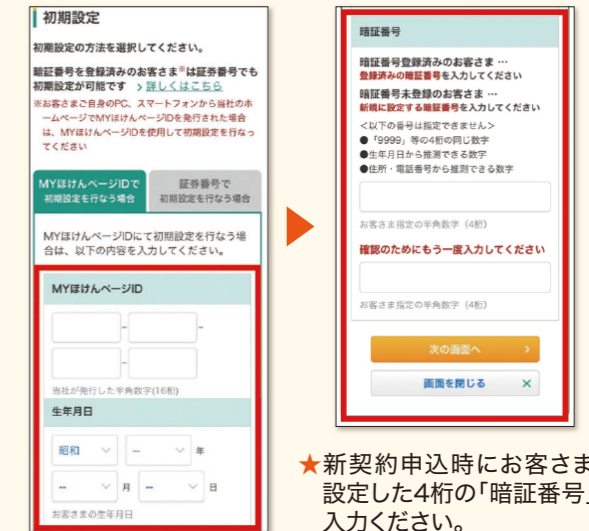 初期設定
初期設定の方法を選択してください。
暗証番号を登録済みのお客さま※は証券番号でも
初期設定が可能です > 詳しくはこちら
※お客さまご自身のPC、スマートフォンから当社のホ
ームページでMYほけんページIDを発行された場合
は、MYほけんページIDを使用して初期設定を行なっ
てください
MYほけんページIDで
初期設定を行なう場合
証券番号で
初期設定を行なう場合
MYほけんページIDにて初期設定を行なう場
合は、以下の内容を入力してください。
MYほけんページID
- -
-
当社が発行した半角数字(16桁)
生年月日
昭和 -- 年
-- 月 -- 日
お客さまの生年月日
暗証番号
暗証番号登録済みのお客さま …
登録済みの暗証番号を入力してください
暗証番号未登録のお客さま …
新規に設定する暗証番号を入力してください
<以下の番号は指定できません>
●「9999」等の4桁の同じ数字
●生年月日から推測できる数字
●住所・電話番号から推測できる数字
お客さま指定の半角数字（4桁）
確認のためにもう一度入力してください
お客さま指定の半角数字（4桁）
次の画面へ >
画面を閉じる ×
★新契約申込時にお客さま
設定した4桁の「暗証番号」
入力ください。